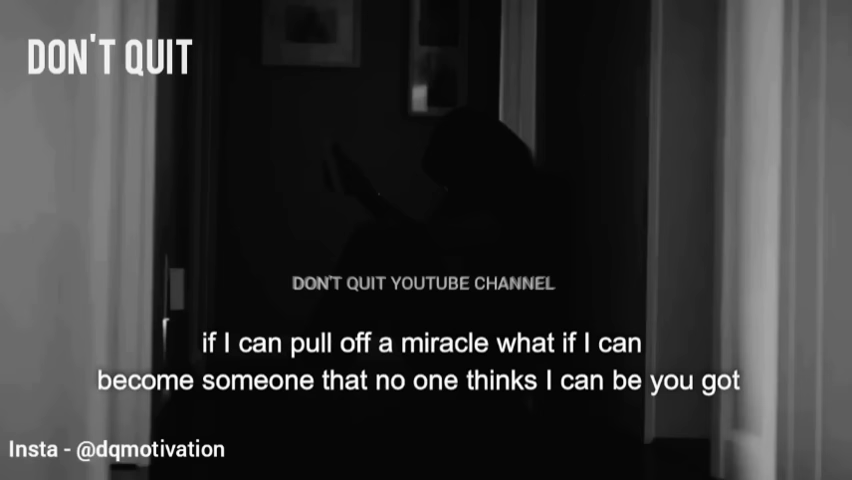 DON'T QUIT
DON'T QUIT YOUTUBE CHANNEL
if I can pull off a miracle what if I can
become someone that no one thinks I can be you got
Insta - @dqmotivation